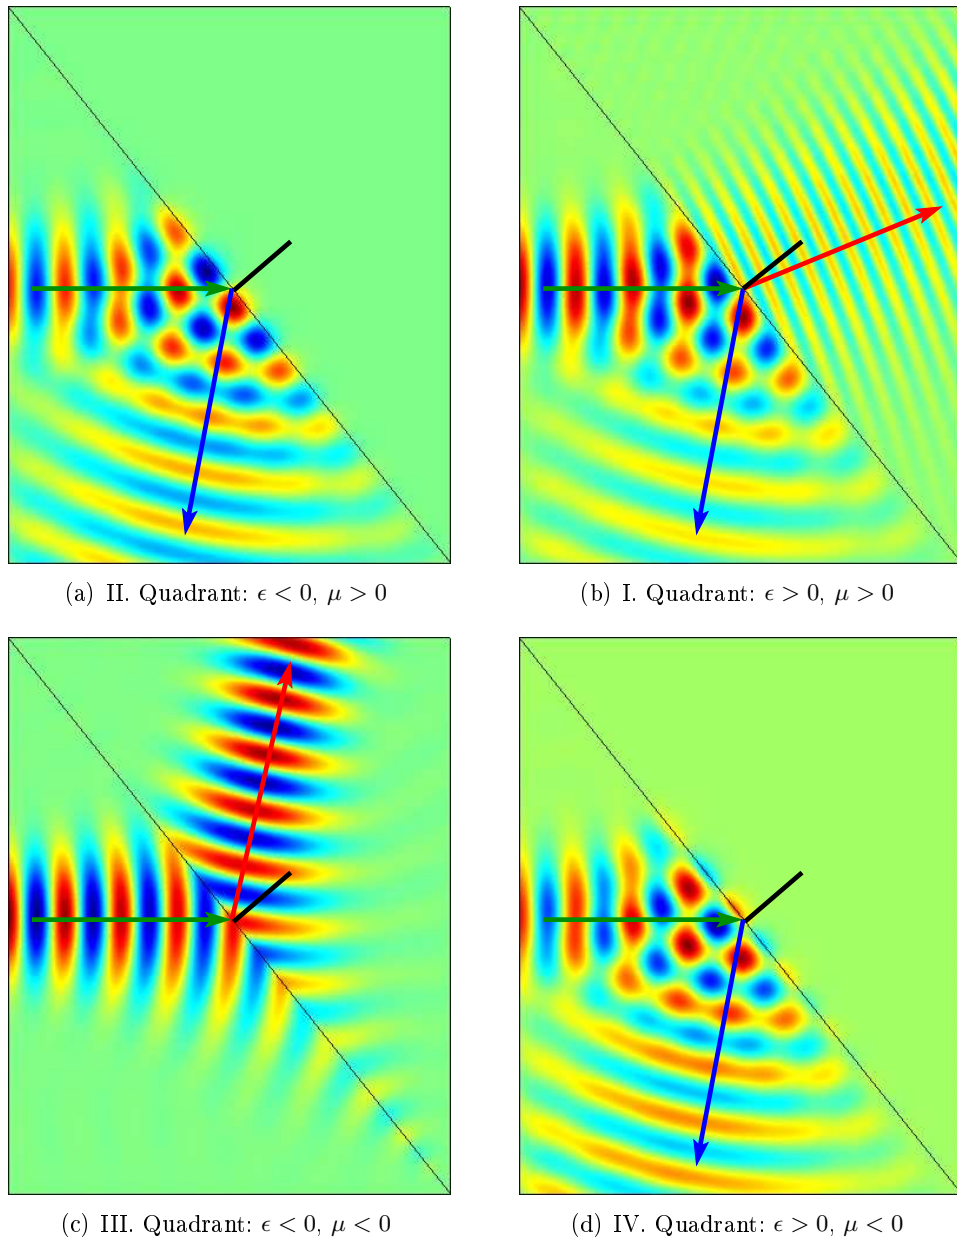 (a) II. Quadrant: ϵ < 0, μ > 0
(b) I. Quadrant: ϵ > 0, μ > 0
(c) III. Quadrant: ϵ < 0, μ < 0
(d) IV. Quadrant: ϵ > 0, μ < 0